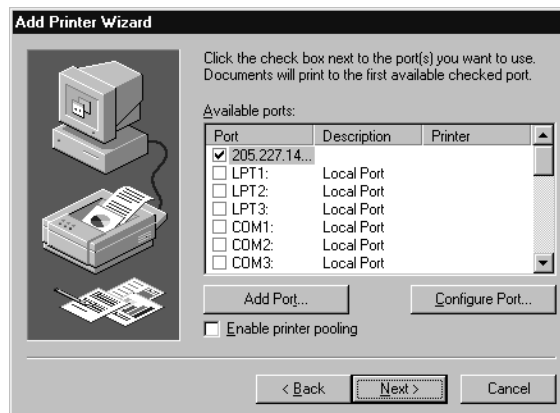 Add Printer Wizard
Click the check box next to the port(s) you want to use.
Documents will print to the first available checked port.
Available ports:
Port Description Printer
205.227.14...
LPT1: Local Port
LPT2: Local Port
LPT3: Local Port
COM1: Local Port
COM2: Local Port
COM3: Local Port
Add Port... Configure Port...
Enable printer pooling
< Back Next > Cancel